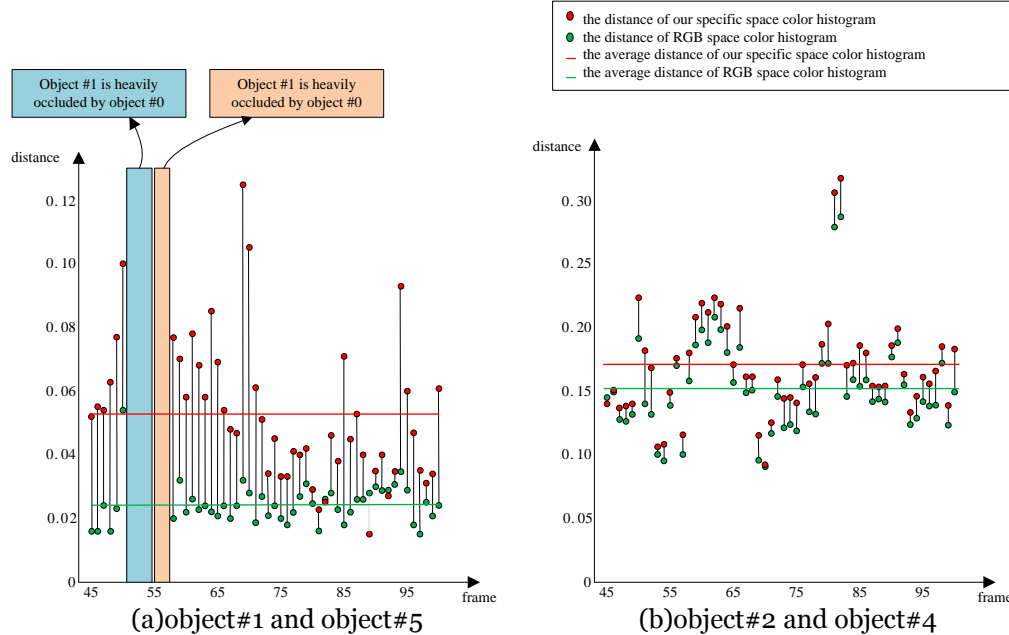 the distance of our specific space color histogram
the distance of RGB space color histogram
the average distance of our specific space color histogram
the average distance of RGB space color histogram
Object #1 is heavily
occluded by object #0
Object #1 is heavily
occluded by object #0
distance
0.12
0.10
0.08
0.06
0.04
0.02
0
45
55
65
75
85
95
frame
(a)object#1 and object#5
distance
0.30
0.25
0.20
0.15
0.10
0.05
0
45
55
65
75
85
95
frame
(b)object#2 and object#4